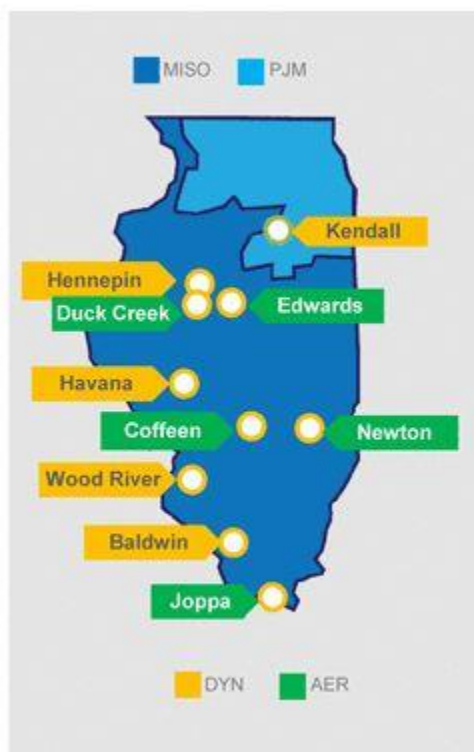 MISO PJM
Kendall
Hennepin
Duck Creek
Edwards
Havana
Coffeen
Newton
Wood River
Baldwin
Joppa
DYN AER